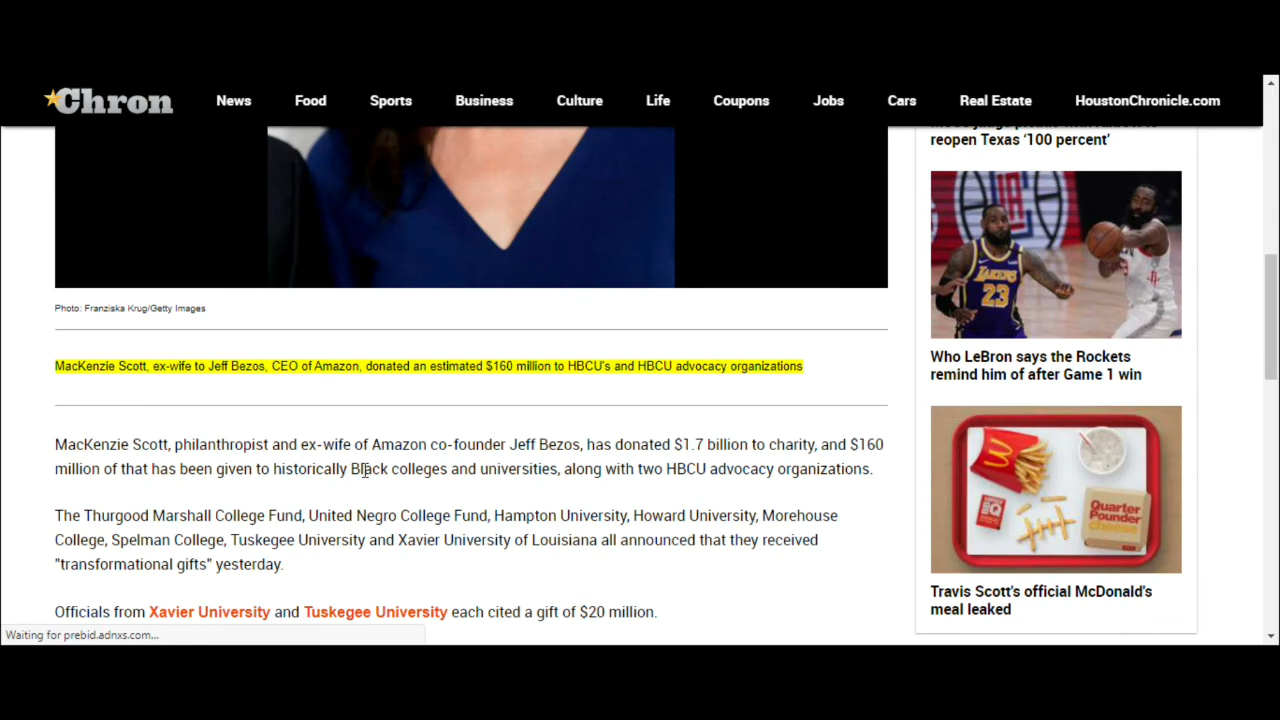 Chron
News Food Sports Business Culture Life Coupons Jobs Cars Real Estate HoustonChronicle.com
Photo: Franziska Krug/Getty Images
MacKenzie Scott, ex-wife to Jeff Bezos, CEO of Amazon, donated an estimated $160 million to HBCU's and HBCU advocacy organizations
MacKenzie Scott, philanthropist and ex-wife of Amazon co-founder Jeff Bezos, has donated $1.7 billion to charity, and $160
million of that has been given to historically Black colleges and universities, along with two HBCU advocacy organizations.
The Thurgood Marshall College Fund, United Negro College Fund, Hampton University, Howard University, Morehouse
College, Spelman College, Tuskegee University and Xavier University of Louisiana all announced that they received
"transformational gifts" yesterday.
Officials from Xavier University and Tuskegee University each cited a gift of $20 million.
Waiting for prebid.adnxs.com...
reopen Texas ‘100 percent’
LAKERS
23
Who LeBron says the Rockets
remind him of after Game 1 win
BBQ
Quarter
Pounder
cheese
Travis Scott's official McDonald's
meal leaked